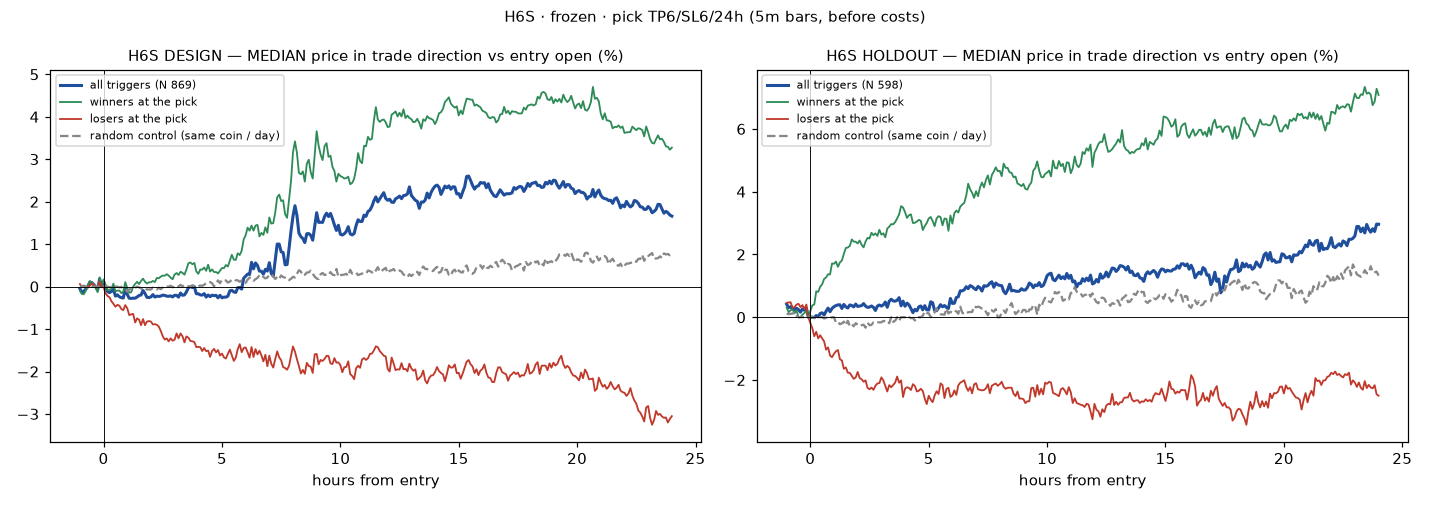 H6S · frozen · pick TP6/SL6/24h (5m bars, before costs)
H6S DESIGN — MEDIAN price in trade direction vs entry open (%)
all triggers (N 869)
winners at the pick
losers at the pick
random control (same coin / day)
5
4
3
2
1
0
−1
−2
−3
0 5 10 15 20 25
hours from entry
H6S HOLDOUT — MEDIAN price in trade direction vs entry open (%)
all triggers (N 598)
winners at the pick
losers at the pick
random control (same coin / day)
6
4
2
0
−2
0 5 10 15 20 25
hours from entry